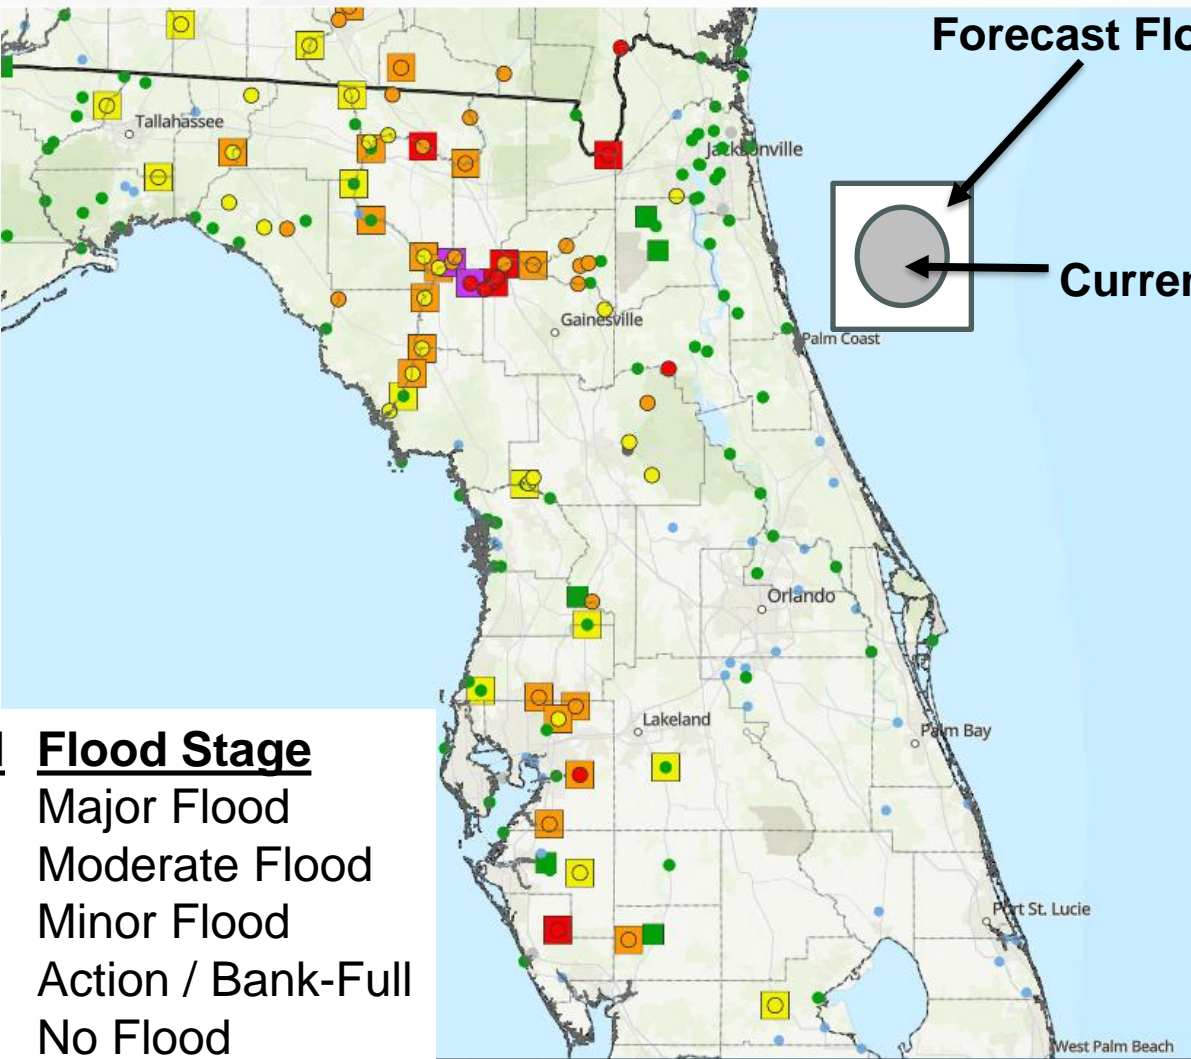 Forecast Flo
Tallahassee
Jacksonville
Curren
Gainesville
Palm Coast
Orlando
Lakeland
Palm Bay
Flood Stage
Major Flood
Moderate Flood
Minor Flood
Action / Bank-Full
No Flood
Port St. Lucie
West Palm Beach